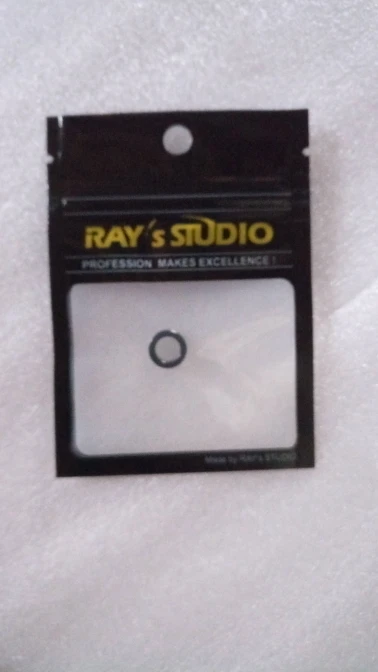 RAY's STUDIO
PROFESSION MAKES EXCELLENCE!
Made by RAY's STUDIO